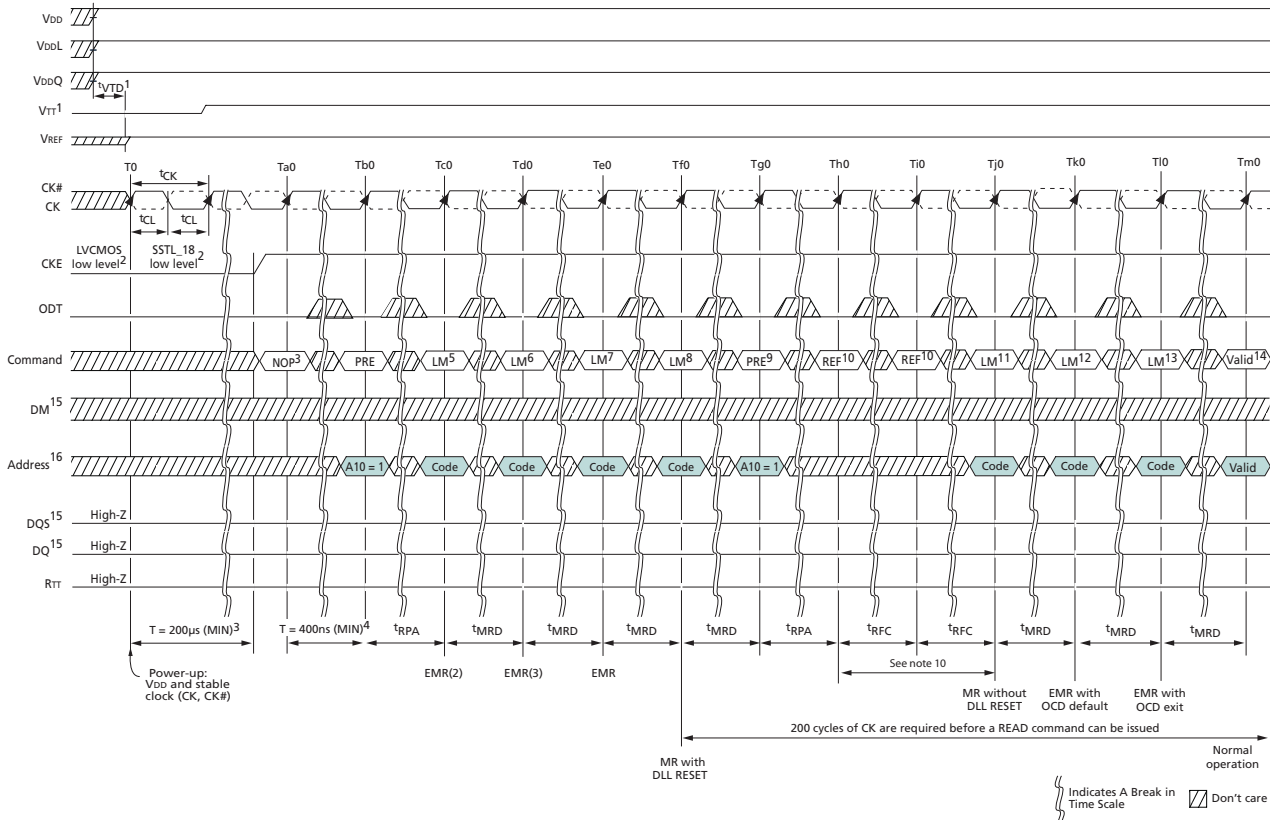 VDD
VDDL
VDDQ
tVTD1
VTT1
VREF
T0 Ta0 Tb0 Tc0 Td0 Te0 Tf0 Tg0 Th0 Ti0 Tj0 Tk0 Tl0 Tm0
tCK
CK#
CK
tCL tCL
LVCMOS low level2
SSTL_18 low level2
CKE
ODT
Command NOP3 PRE LM5 LM6 LM7 LM8 PRE9 REF10 REF10 LM11 LM12 LM13 Valid14
DM15
Address16 A10 = 1 Code Code Code Code A10 = 1 Code Code Code Valid
DQS15 High-Z
DQ15 High-Z
RTT High-Z
T = 200µs (MIN)3 T = 400ns (MIN)4 tRPA tMRD tMRD tMRD tMRD tRPA tRFC tRFC tMRD tMRD tMRD
Power-up:
VDD and stable
clock (CK, CK#)
EMR(2) EMR(3) EMR
See note 10
MR without
DLL RESET
EMR with
OCD default
EMR with
OCD exit
200 cycles of CK are required before a READ command can be issued
MR with
DLL RESET
Normal
operation
Indicates A Break in
Time Scale
Don't care